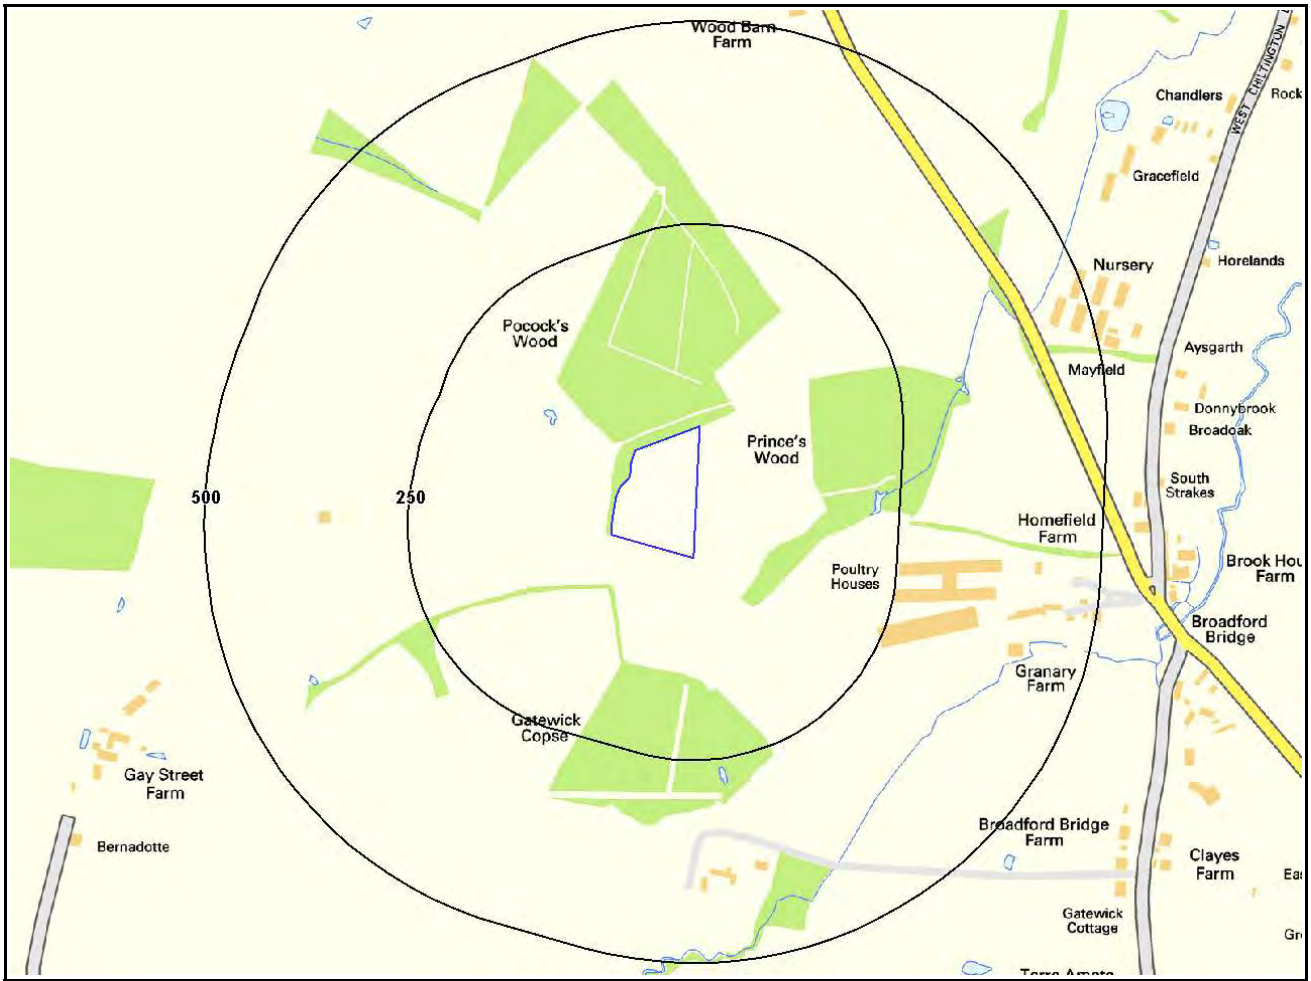 Wood Barn
Farm
WEST CHILTINGTON
Chandlers
Rock
Gracefield
Nursery
Horelands
Pocock's
Wood
Aysgarth
Mayfield
Donnybrook
Broadoak
Prince's
Wood
South
Strakes
500
250
Homefield
Farm
Poultry
Houses
Brook Hou
Farm
Broadford
Bridge
Granary
Farm
Gatewick
Copse
Gay Street
Farm
Bernadotte
Broadford Bridge
Farm
Clayes
Farm
Eas
Gatewick
Cottage
Gr